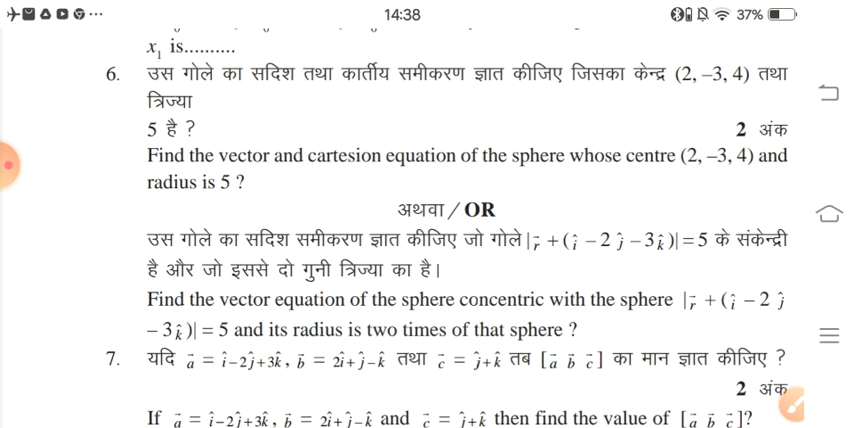 14:38
37%
x₁ is..........
6. उस गोले का सदिश तथा कार्तीय समीकरण ज्ञात कीजिए जिसका केन्द्र (2, –3, 4) तथा
त्रिज्या
5 है ? 2 अंक
Find the vector and cartesion equation of the sphere whose centre (2, –3, 4) and
radius is 5 ?
अथवा / OR
उस गोले का सदिश समीकरण ज्ञात कीजिए जो गोले |r⃗ + (î – 2 ĵ – 3 k̂)| = 5 के संकेन्द्री
है और जो इससे दो गुनी त्रिज्या का है।
Find the vector equation of the sphere concentric with the sphere |r⃗ + (î – 2 ĵ
– 3 k̂)| = 5 and its radius is two times of that sphere ?
7. यदि a⃗ = î–2ĵ+3k̂, b⃗ = 2î+ĵ–k̂ तथा c⃗ = ĵ+k̂ तब [a⃗ b⃗ c⃗] का मान ज्ञात कीजिए ?
2 अंक
If a⃗ = î–2ĵ+3k̂, b⃗ = 2î+ĵ–k̂ and c⃗ = ĵ+k̂ then find the value of [a⃗ b⃗ c⃗]?